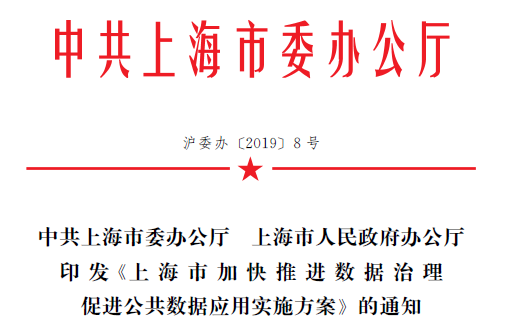 中共上海市委办公厅
沪委办〔2019〕8号
中共上海市委办公厅 上海市人民政府办公厅
印发《上海市加快推进数据治理
促进公共数据应用实施方案》的通知